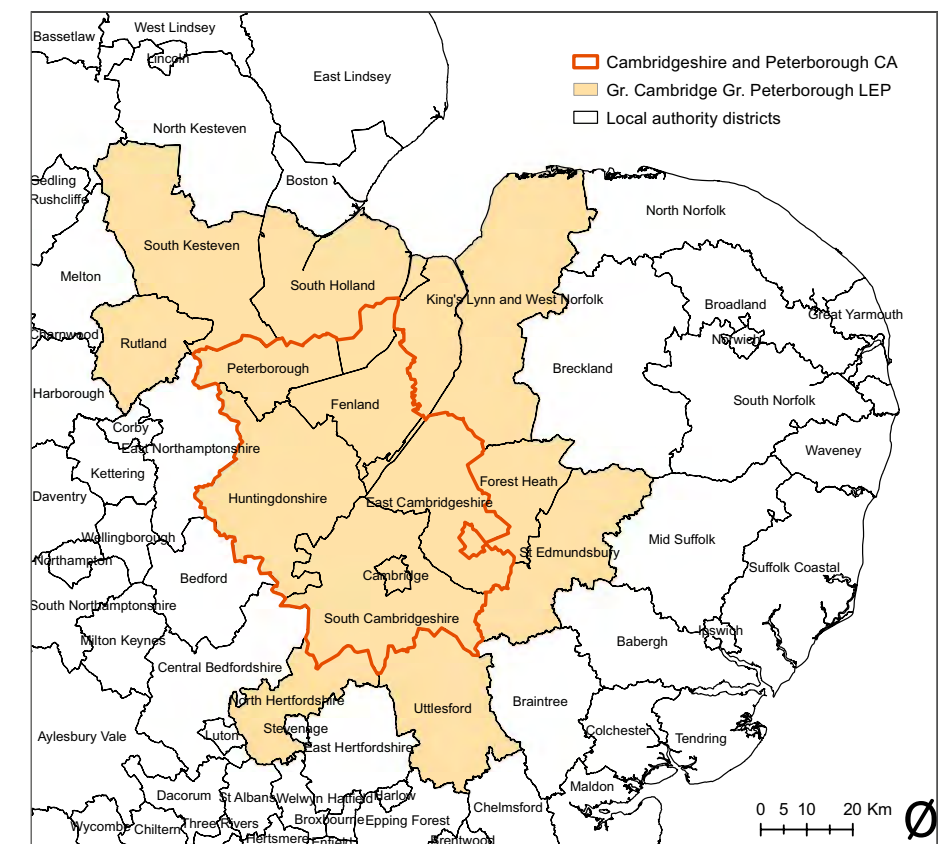 West Lindsey
Bassetlaw
Lincoln
East Lindsey
Cambridgeshire and Peterborough CA
Gr. Cambridge Gr. Peterborough LEP
Local authority districts
North Kesteven
Boston
Gedling
Rushcliffe
North Norfolk
South Kesteven
Melton
South Holland
King's Lynn and West Norfolk
Broadland
Great Yarmouth
Charnwood
Rutland
Norwich
Peterborough
Breckland
Harborough
Fenland
South Norfolk
Corby
East Northamptonshire
Waveney
Kettering
Forest Heath
Daventry
Huntingdonshire
East Cambridgeshire
Wellingborough
Mid Suffolk
St Edmundsbury
Northampton
Suffolk Coastal
Bedford
Cambridge
South Northamptonshire
South Cambridgeshire
Milton Keynes
Ipswich
Babergh
Central Bedfordshire
North Hertfordshire
Braintree
Uttlesford
Stevenage
Colchester
Tendring
Aylesbury Vale
Luton
East Hertfordshire
Maldon
Dacorum
St Albans
Welwyn Hatfield
Harlow
Chelmsford
0 5 10 20 Km
Wycombe
Chiltern
Three Rivers
Broxbourne
Epping Forest
Hertsmere
Enfield
Brentwood